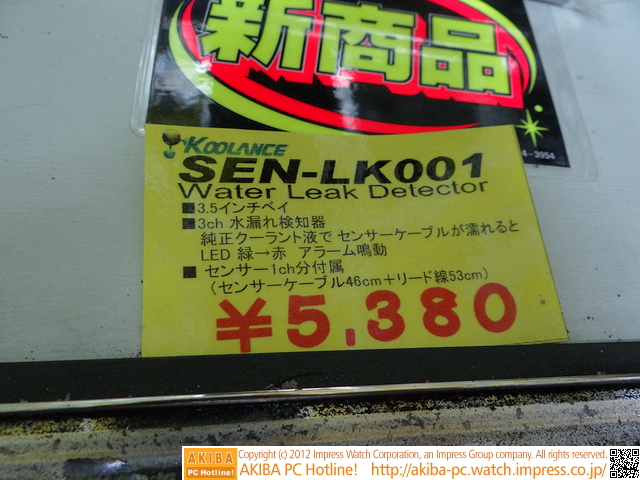 新商品
4-3954
KOOLANCE
SEN-LK001
Water Leak Detector
■3.5インチベイ
■3ch 水漏れ検知器
純正クーラント液で センサーケーブルが濡れると
LED 緑→赤 アラーム鳴動
■ センサー1ch分付属
(センサーケーブル46cm+リード線53cm)
¥5,380
AKIBA
PC Hotline!
Copyright (c) 2012 Impress Watch Corporation, an Impress Group company. All rights reserved.
AKIBA PC Hotline! http://akiba-pc.watch.impress.co.jp/